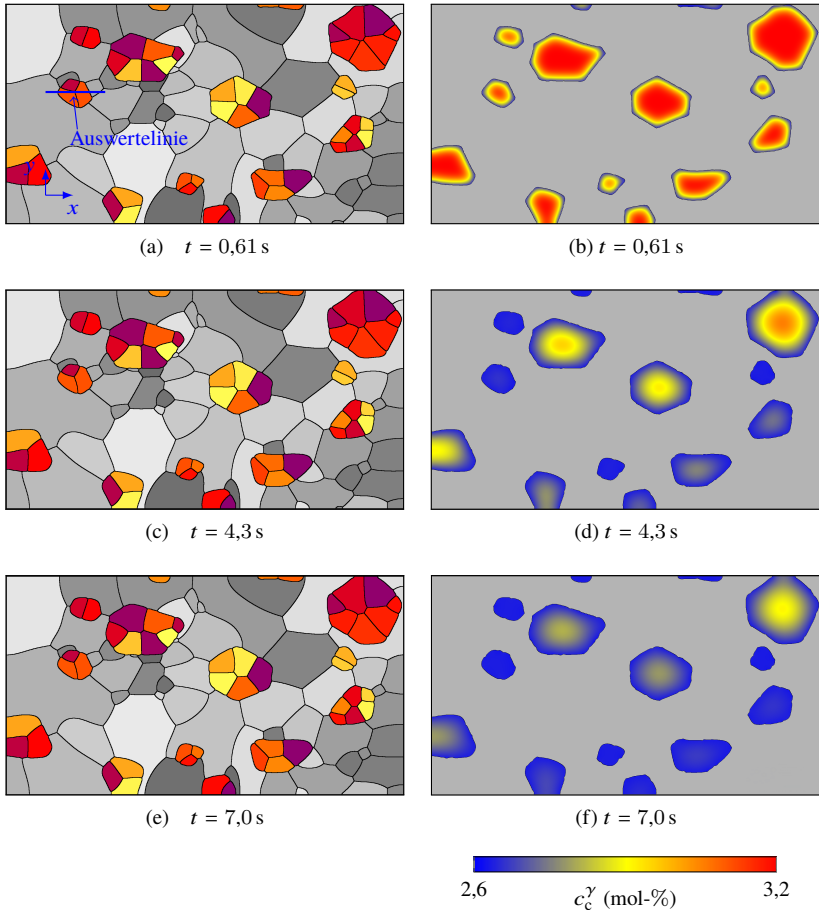 Auswertelinie
y
x
(a) t = 0,61 s
(b) t = 0,61 s
(c) t = 4,3 s
(d) t = 4,3 s
(e) t = 7,0 s
(f) t = 7,0 s
2,6
c_c^γ (mol-%)
3,2